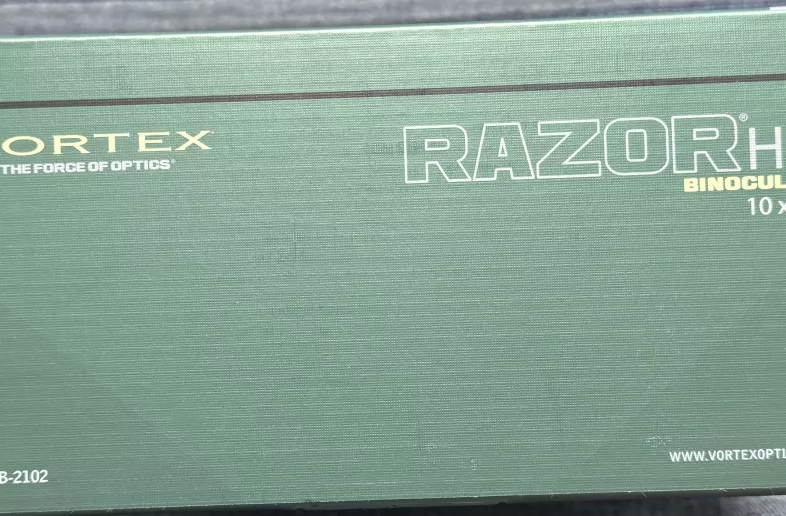 ORTEX
THE FORCE OF OPTICS®
RAZOR® H
BINOCUL
10 x
B-2102
WWW.VORTEXOPTI